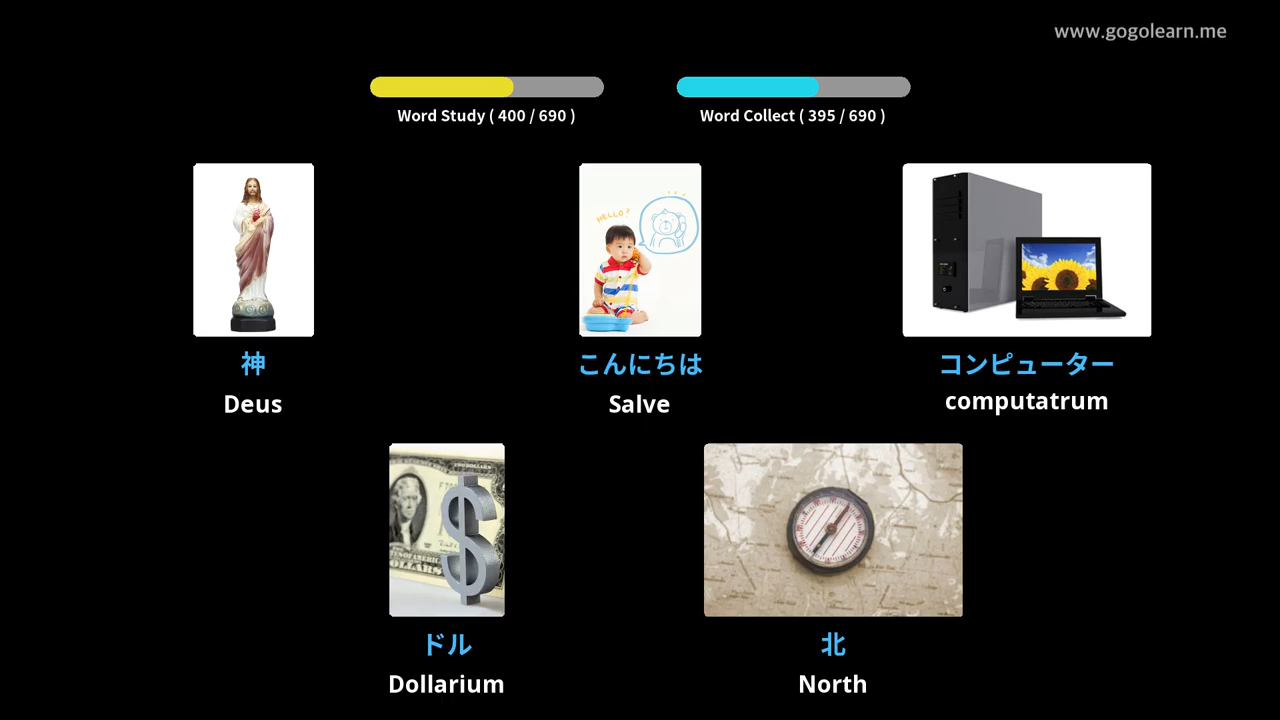 www.gogolearn.me
Word Study ( 400 / 690 )
Word Collect ( 395 / 690 )
HELLO?
神
こんにちは
コンピューター
Deus
Salve
computatrum
ドル
北
Dollarium
North